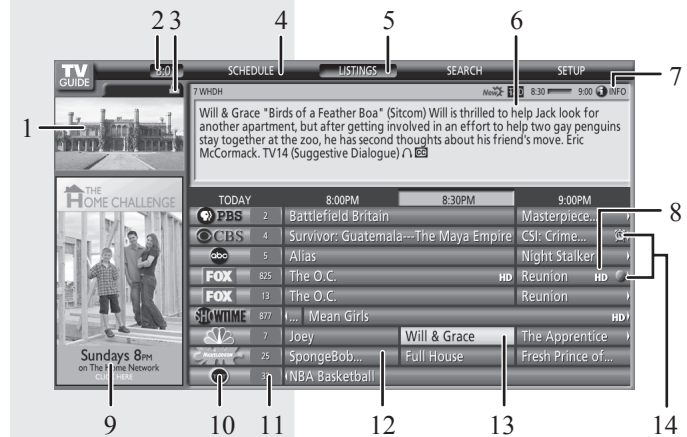 2 3 4 5 6
TV GUIDE SCHEDULE LISTINGS SEARCH SETUP
7
7 WHDH New 8:30 9:00 INFO
1
Will & Grace "Birds of a Feather Boa" (Sitcom) Will is thrilled to help Jack look for
another apartment, but after getting involved in an effort to help two gay penguins
stay together at the zoo, he has second thoughts about his friend's move. Eric
McCormack. TV14 (Suggestive Dialogue)
THE
HOME CHALLENGE
TODAY 8:00PM 8:30PM 9:00PM
8
PBS 2 Battlefield Britain Masterpiece...
CBS 4 Survivor: Guatemala---The Maya Empire CSI: Crime...
abc 5 Alias Night Stalker
FOX 825 The O.C. HD Reunion HD
FOX 13 The O.C. Reunion
SHOWTIME 877 ... Mean Girls HD
7 Joey Will & Grace The Apprentice
NICKELODEON 25 SpongeBob... Full House Fresh Prince of...
NBA Basketball
Sundays 8PM
on The Home Network
CLICK HERE
9 10 11 12 13 14